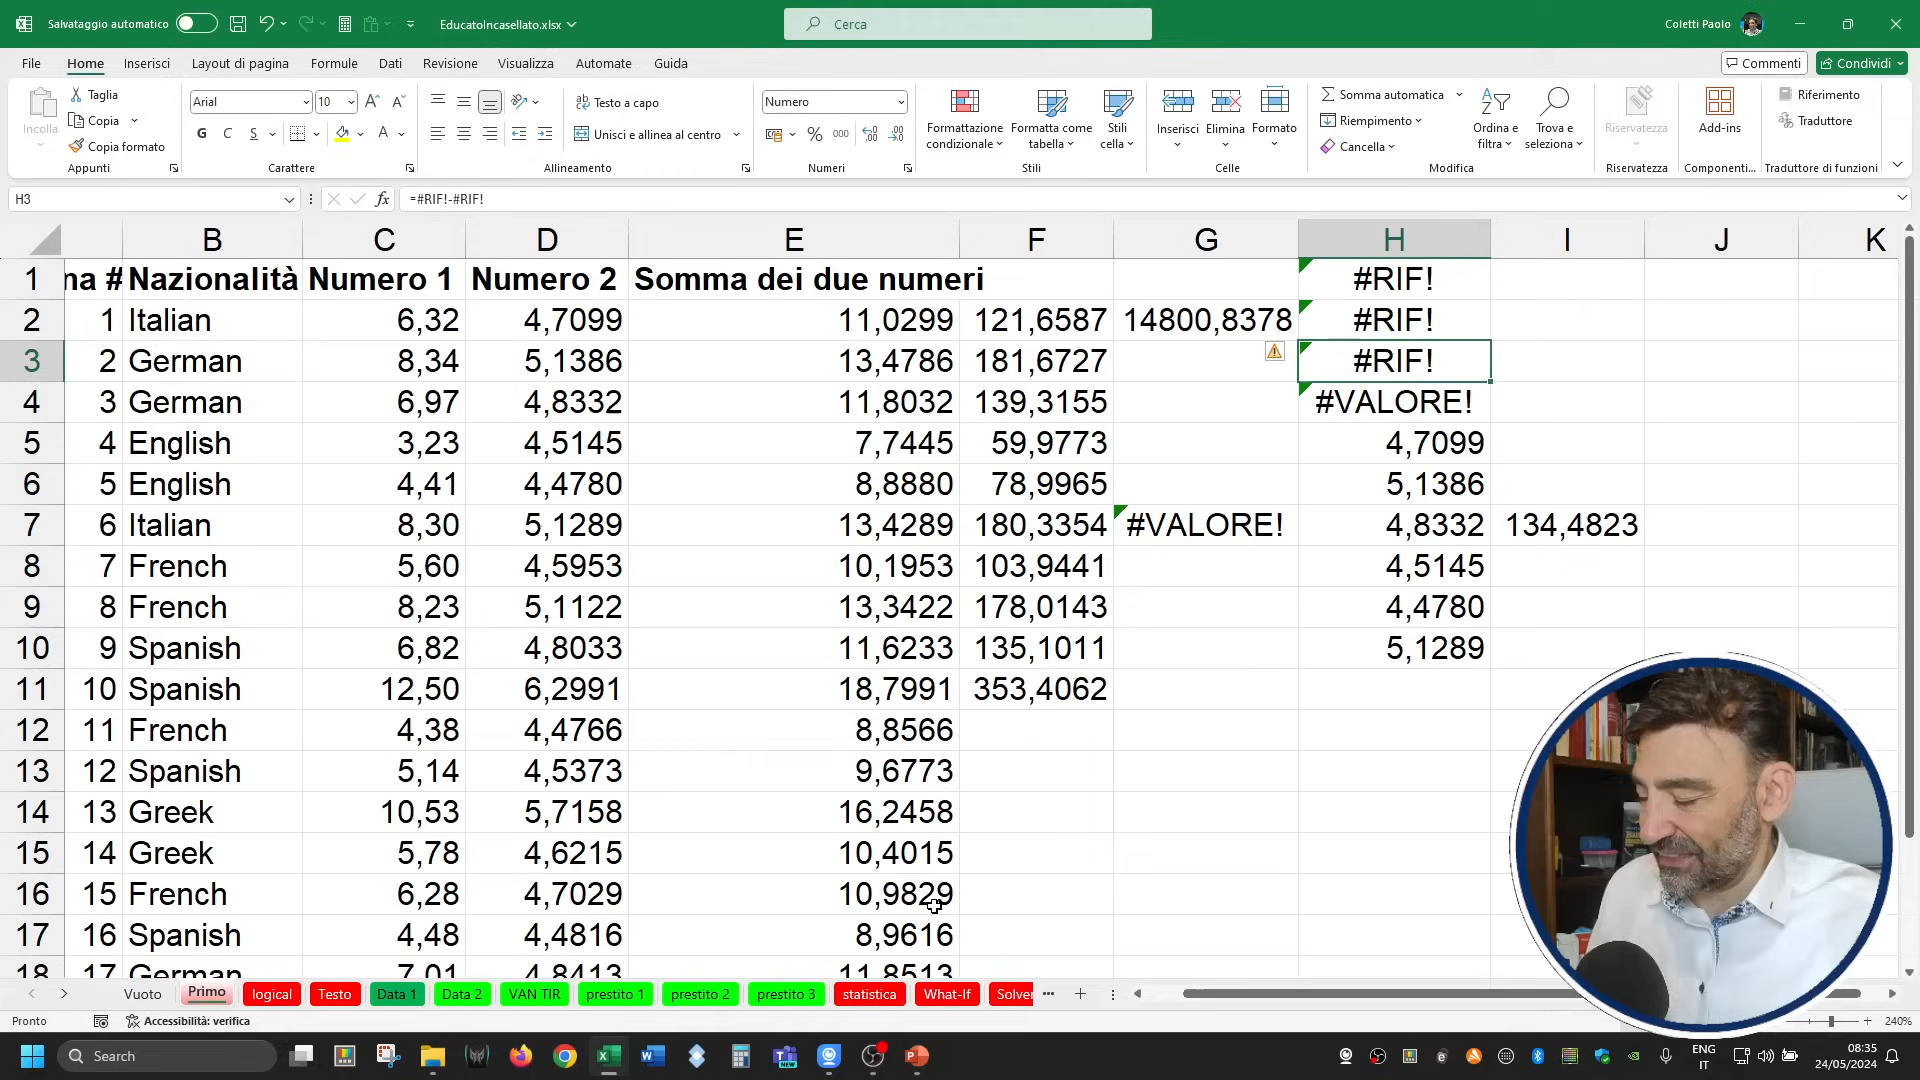 Salvataggio automatico EducatoIncasellato.xlsx Cerca Coletti Paolo
File Home Inserisci Layout di pagina Formule Dati Revisione Visualizza Automate Guida Commenti Condividi
Incolla Taglia Copia Copia formato
Appunti
Arial 10
G C S
Carattere
Testo a capo
Unisci e allinea al centro
Allineamento
Numero
% 000
Numeri
Formattazione condizionale Formatta come tabella Stili cella
Stili
Inserisci Elimina Formato
Celle
Somma automatica
Riempimento
Cancella
Ordina e filtra Trova e seleziona
Modifica
Riservatezza
Riservatezza
Add-ins
Componenti...
Riferimento
Traduttore
Traduttore di funzioni
H3 fx =#RIF!-#RIF!
B C D E F G H I J K
1 na # Nazionalità Numero 1 Numero 2 Somma dei due numeri #RIF!
2 1 Italian 6,32 4,7099 11,0299 121,6587 14800,8378 #RIF!
3 2 German 8,34 5,1386 13,4786 181,6727 #RIF!
4 3 German 6,97 4,8332 11,8032 139,3155 #VALORE!
5 4 English 3,23 4,5145 7,7445 59,9773 4,7099
6 5 English 4,41 4,4780 8,8880 78,9965 5,1386
7 6 Italian 8,30 5,1289 13,4289 180,3354 #VALORE! 4,8332 134,4823
8 7 French 5,60 4,5953 10,1953 103,9441 4,5145
9 8 French 8,23 5,1122 13,3422 178,0143 4,4780
10 9 Spanish 6,82 4,8033 11,6233 135,1011 5,1289
11 10 Spanish 12,50 6,2991 18,7991 353,4062
12 11 French 4,38 4,4766 8,8566
13 12 Spanish 5,14 4,5373 9,6773
14 13 Greek 10,53 5,7158 16,2458
15 14 Greek 5,78 4,6215 10,4015
16 15 French 6,28 4,7029 10,9829
17 16 Spanish 4,48 4,4816 8,9616
18 17 German 7,01 4,8413 11,8513
Vuoto Primo logical Testo Data 1 Data 2 VAN TIR prestito 1 prestito 2 prestito 3 statistica What-If Solver
Pronto Accessibilità: verifica 240%
Search ENG IT 08:35 24/05/2024